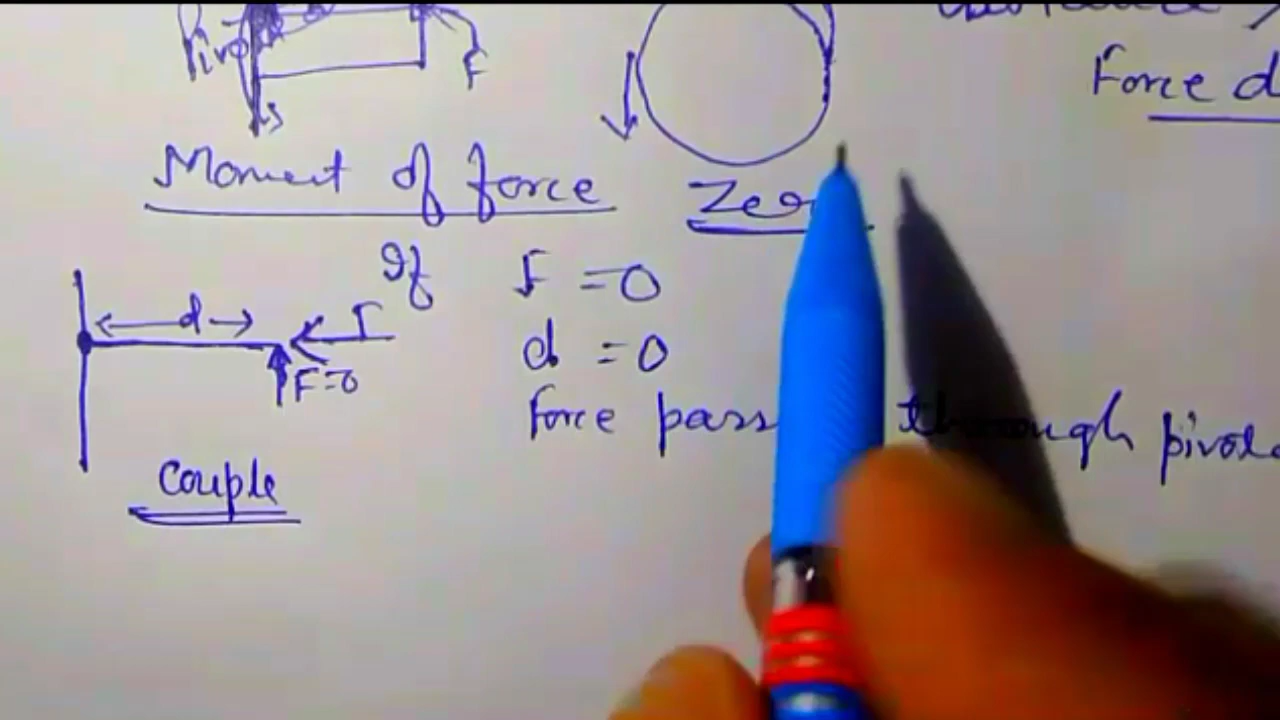 Pivot
F
Force d
Moment of force Zero
If F = 0
d F
F=0
d = 0
force pass through pivot
Couple